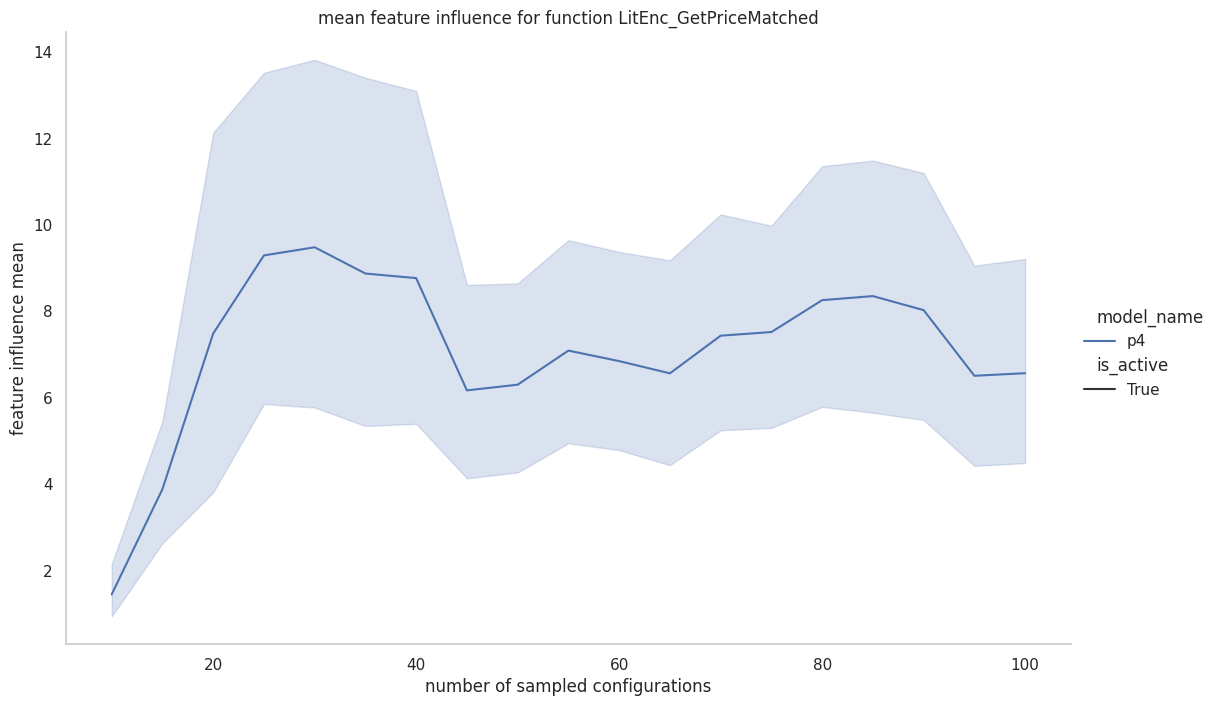 mean feature influence for function LitEnc_GetPriceMatched
14
12
10
8
6
4
2
feature influence mean
20 40 60 80 100
number of sampled configurations
model_name
p4
is_active
True